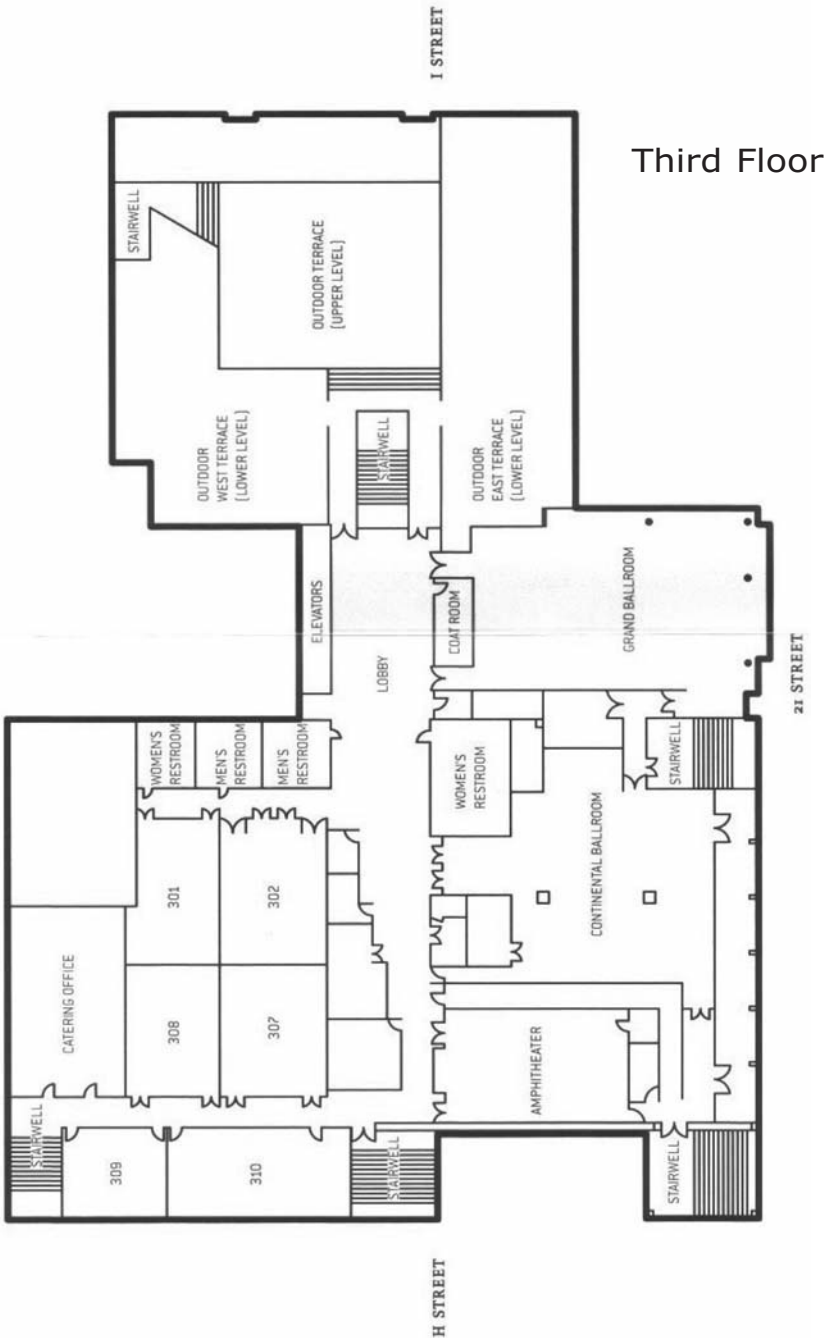 I STREET
Third Floor
STAIRWELL
OUTDOOR TERRACE
[UPPER LEVEL]
OUTDOOR
WEST TERRACE
[LOWER LEVEL]
STAIRWELL
OUTDOOR
EAST TERRACE
[LOWER LEVEL]
ELEVATORS
COAT ROOM
GRAND BALLROOM
LOBBY
21 STREET
WOMEN'S
RESTROOM
MEN'S
RESTROOM
MEN'S
RESTROOM
WOMEN'S
RESTROOM
STAIRWELL
301
302
CONTINENTAL BALLROOM
CATERING OFFICE
308
307
AMPHITHEATER
STAIRWELL
309
310
STAIRWELL
STAIRWELL
H STREET